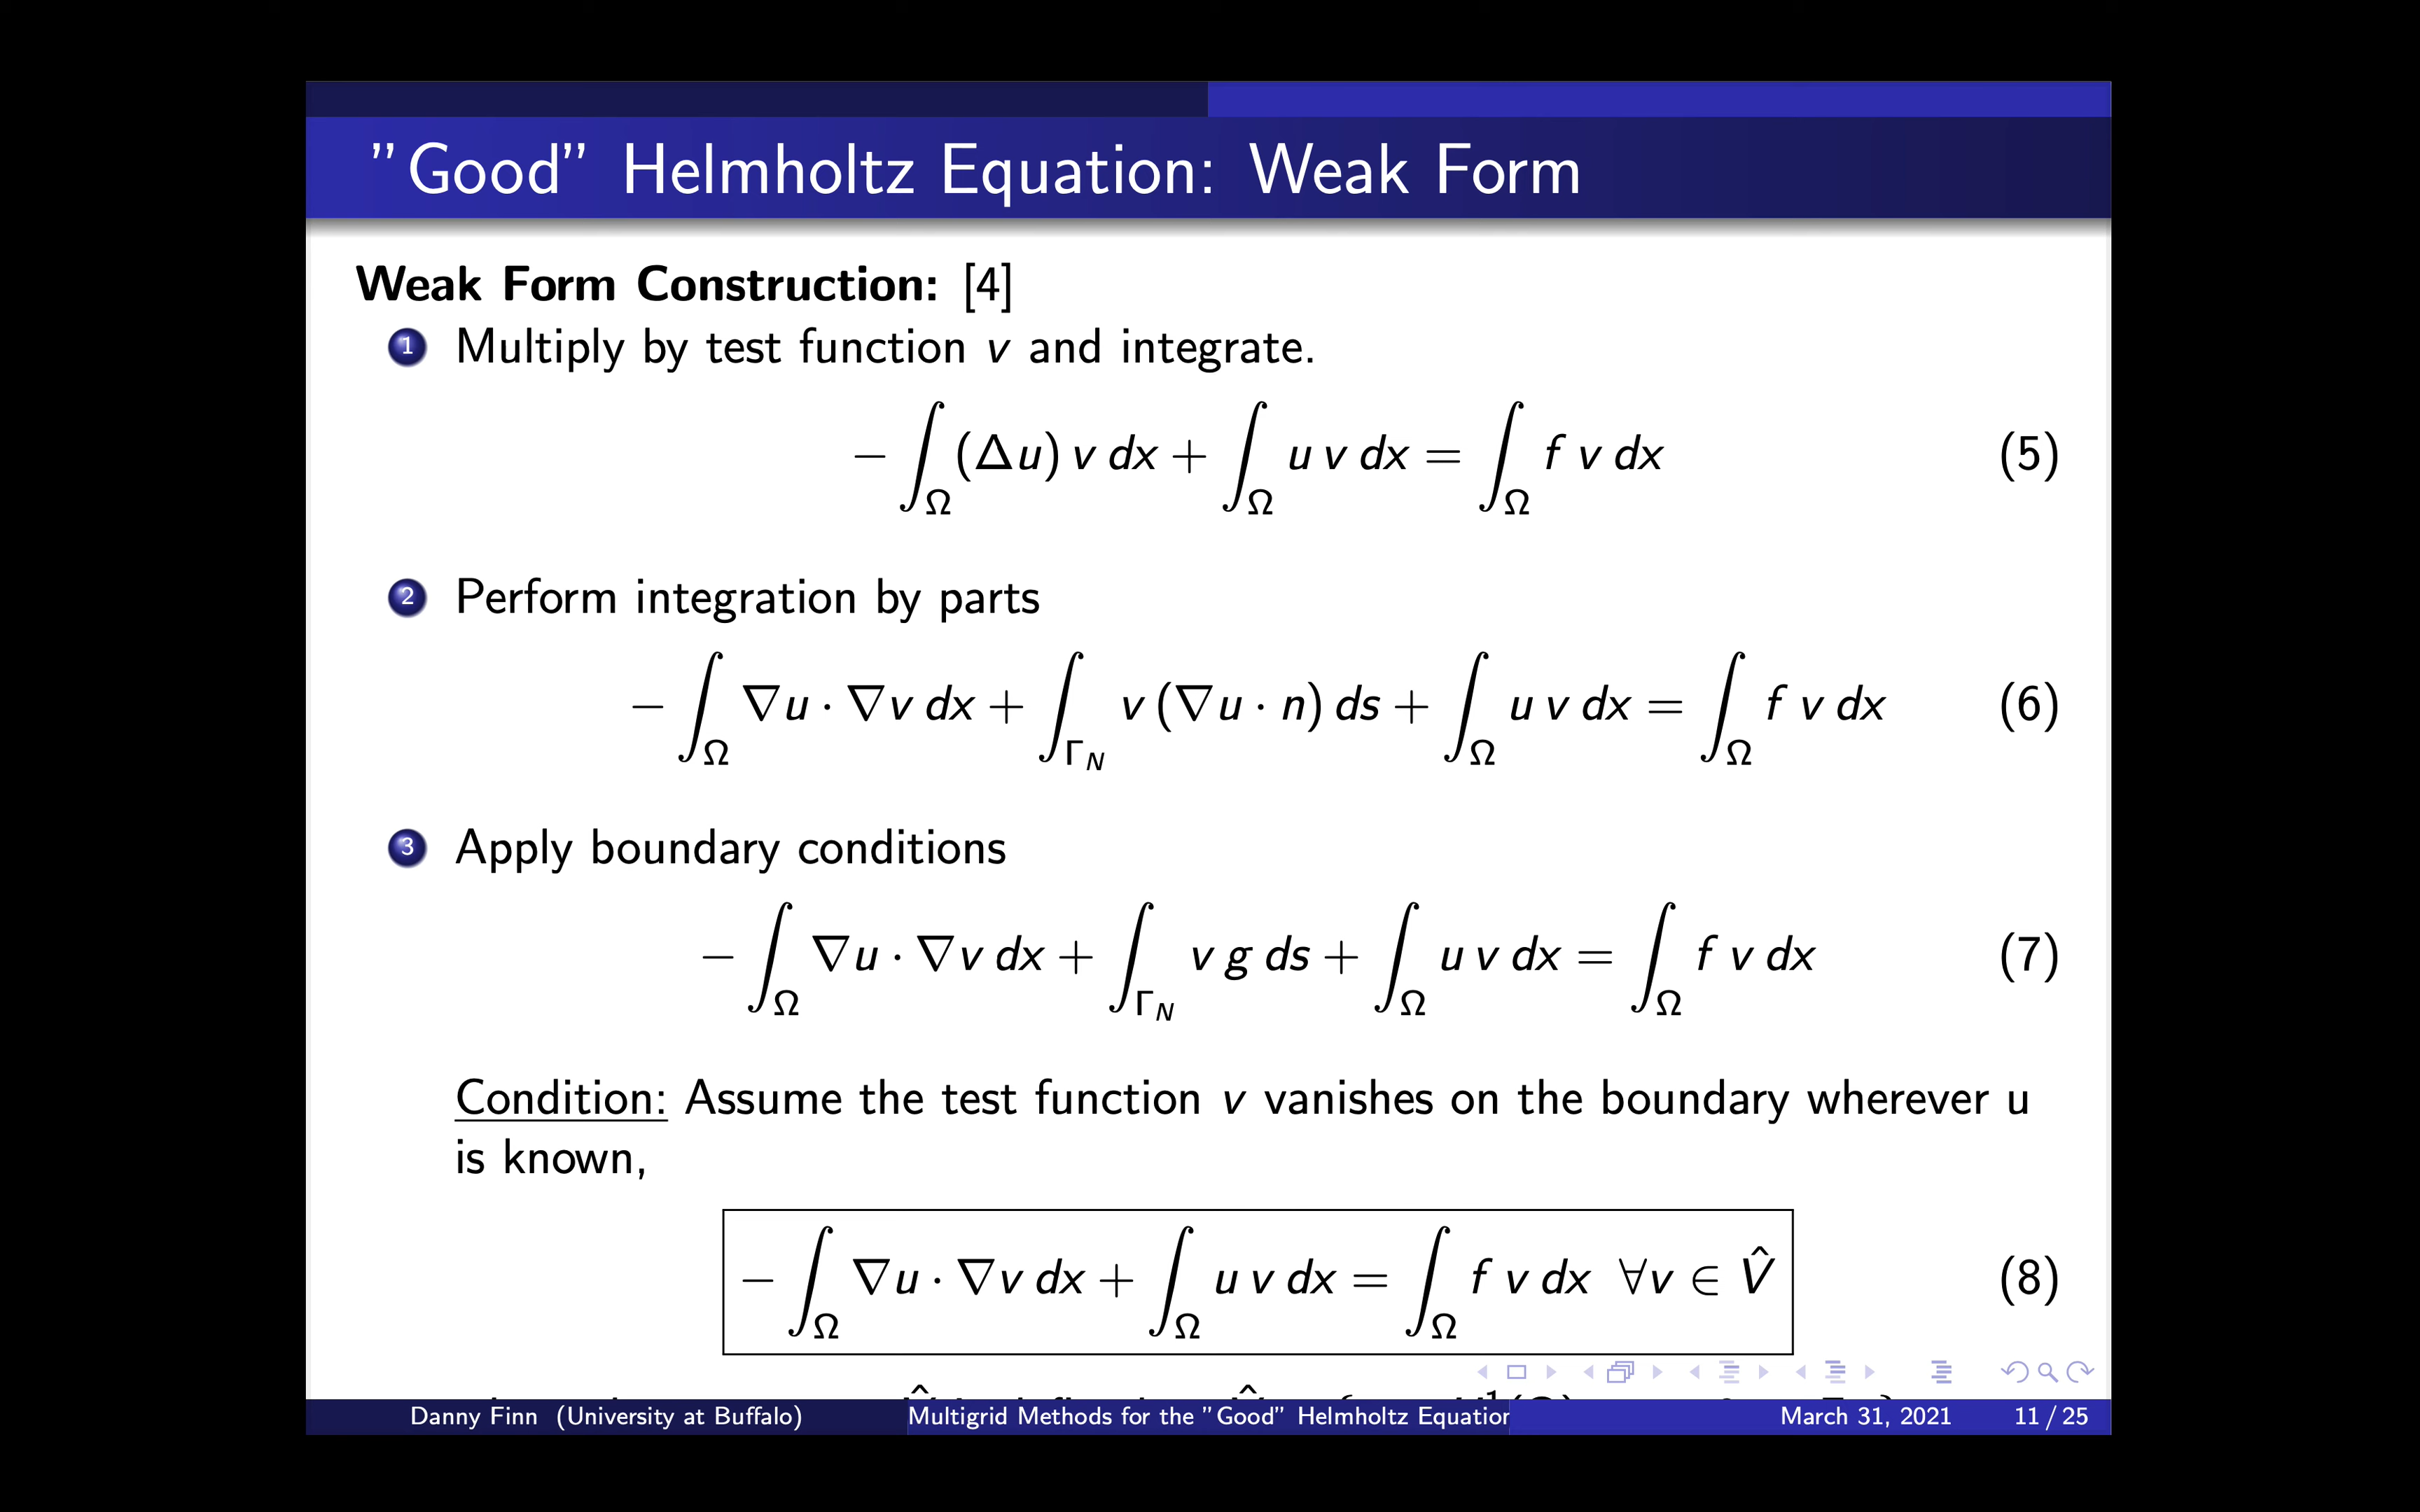 ”Good” Helmholtz Equation: Weak Form
Weak Form Construction: [4]
1 Multiply by test function v and integrate.
− ∫_Ω (Δu) v dx + ∫_Ω u v dx = ∫_Ω f v dx (5)
2 Perform integration by parts
− ∫_Ω ∇u · ∇v dx + ∫_{Γ_N} v (∇u · n) ds + ∫_Ω u v dx = ∫_Ω f v dx (6)
3 Apply boundary conditions
− ∫_Ω ∇u · ∇v dx + ∫_{Γ_N} v g ds + ∫_Ω u v dx = ∫_Ω f v dx (7)
Condition: Assume the test function v vanishes on the boundary wherever u
is known,
− ∫_Ω ∇u · ∇v dx + ∫_Ω u v dx = ∫_Ω f v dx ∀v ∈ V̂ (8)
Danny Finn (University at Buffalo) Multigrid Methods for the ”Good” Helmholtz Equation March 31, 2021 11 / 25